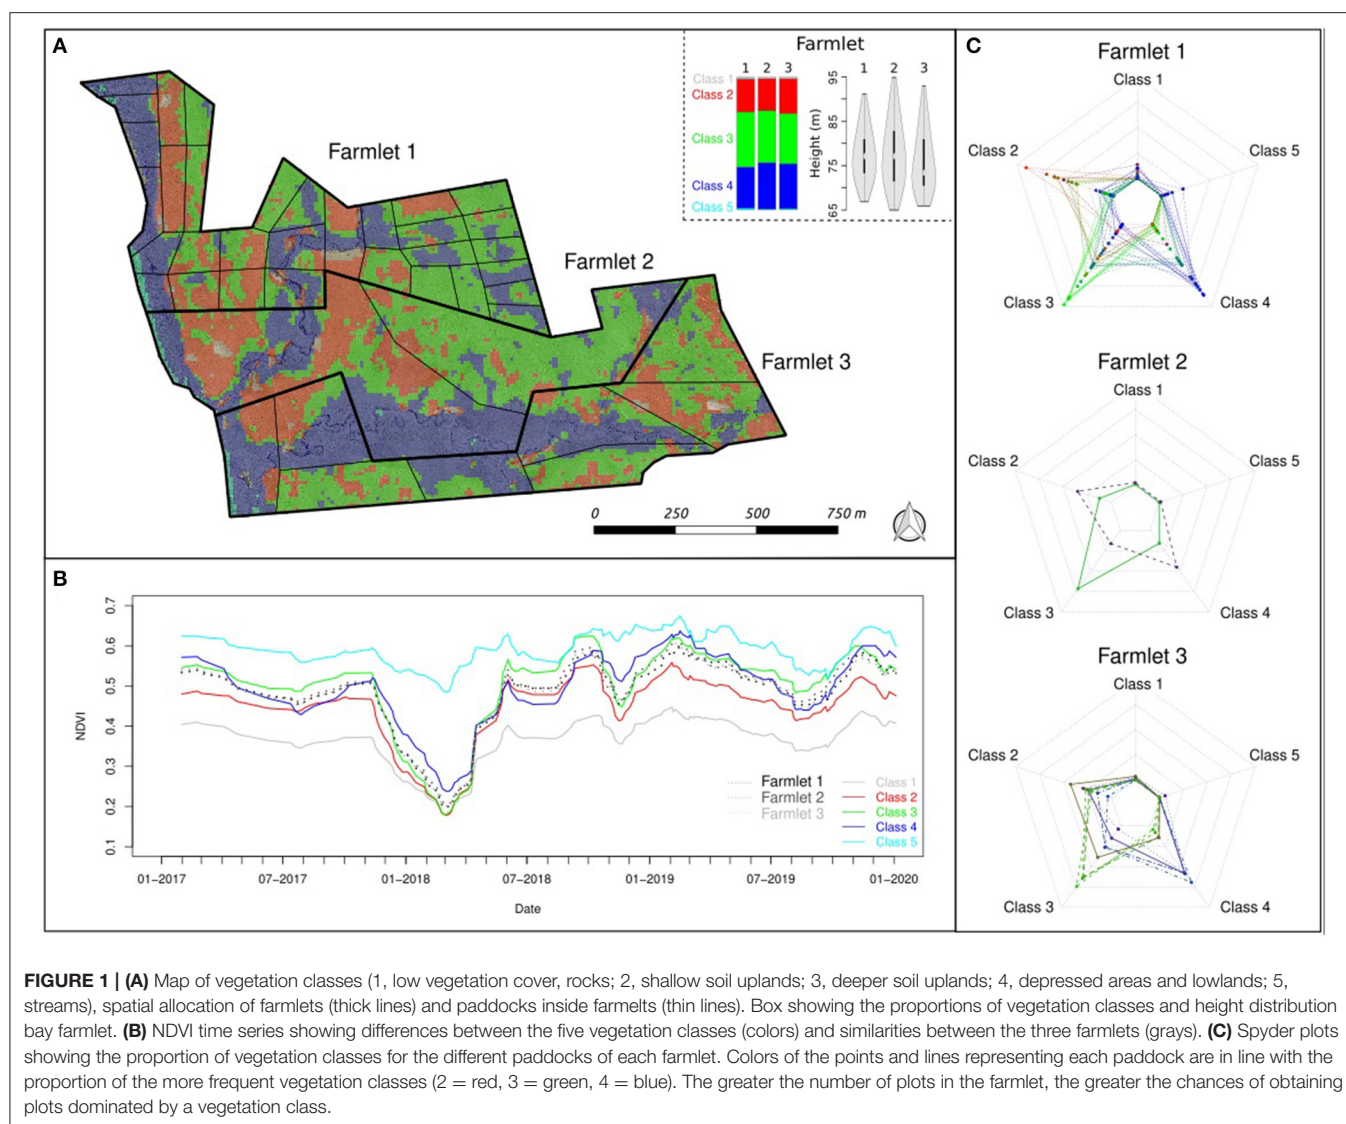 A
Farmlet
1 2 3
Class 1
Class 2
Class 3
Class 4
Class 5
Height (m)
95
85
75
65
1 2 3
Farmlet 1
Farmlet 2
Farmlet 3
0 250 500 750 m
B
NDVI
0.7
0.6
0.5
0.4
0.3
0.2
0.1
Farmlet 1
Farmlet 2
Farmlet 3
Class 1
Class 2
Class 3
Class 4
Class 5
01−2017 07−2017 01−2018 07−2018 01−2019 07−2019 01−2020
Date
C
Farmlet 1
Class 1
Class 2
Class 5
Class 3
Class 4
Farmlet 2
Class 1
Class 2
Class 5
Class 3
Class 4
Farmlet 3
Class 1
Class 2
Class 5
Class 3
Class 4
FIGURE 1 | (A) Map of vegetation classes (1, low vegetation cover, rocks; 2, shallow soil uplands; 3, deeper soil uplands; 4, depressed areas and lowlands; 5,
streams), spatial allocation of farmlets (thick lines) and paddocks inside farmelts (thin lines). Box showing the proportions of vegetation classes and height distribution
bay farmlet. (B) NDVI time series showing differences between the five vegetation classes (colors) and similarities between the three farmlets (grays). (C) Spyder plots
showing the proportion of vegetation classes for the different paddocks of each farmlet. Colors of the points and lines representing each paddock are in line with the
proportion of the more frequent vegetation classes (2 = red, 3 = green, 4 = blue). The greater the number of plots in the farmlet, the greater the chances of obtaining
plots dominated by a vegetation class.